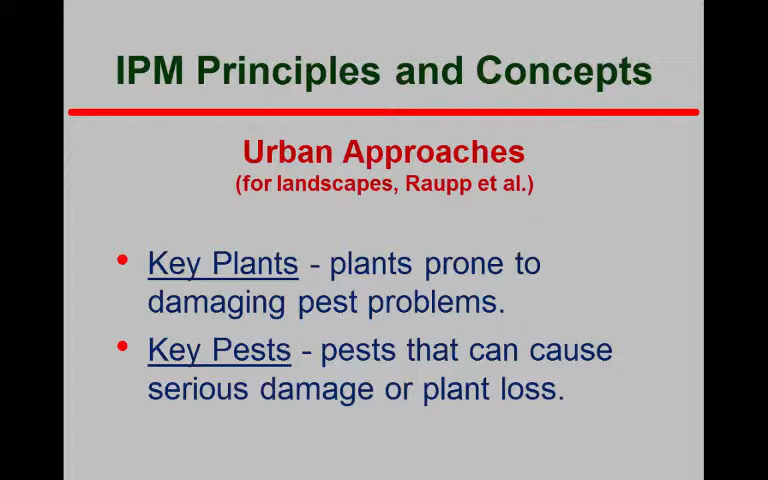 IPM Principles and Concepts
Urban Approaches
(for landscapes, Raupp et al.)
• Key Plants - plants prone to
damaging pest problems.
• Key Pests - pests that can cause
serious damage or plant loss.